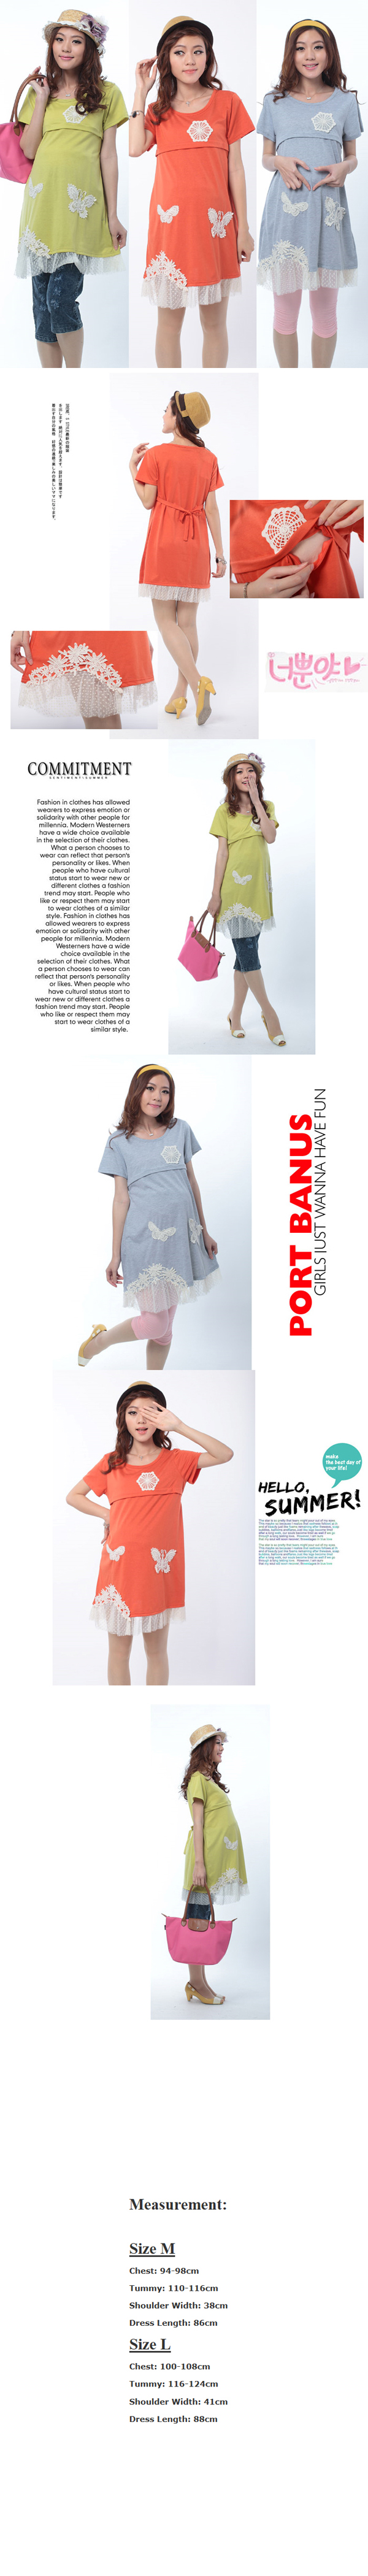 너뿐야
COMMITMENT
Fashion in clothes has allowed
wearers to express emotion or
solidarity with other people for
millennia. Modern Westerners
have a wide choice available
in the selection of their clothes.
What a person chooses to
wear can reflect that person's
personality or likes. When
people who have cultural
status start to wear new or
different clothes a fashion
trend may start. People who
like or respect them may start
to wear clothes of a similar
style. Fashion in clothes has
allowed wearers to express
emotion or solidarity with other
people for millennia. Modern
Westerners have a wide
choice available in the
selection of their clothes. What
a person chooses to wear can
reflect that person's personality
or likes. When people who
have cultural status start to
wear new or different clothes a
fashion trend may start. People
who like or respect them may
start to wear clothes of a
similar style.
PORT BANUS
GIRLS JUST WANNA HAVE FUN
make
the best day of
your life!
HELLO,
SUMMER!
Measurement:
Size M
Chest: 94-98cm
Tummy: 110-116cm
Shoulder Width: 38cm
Dress Length: 86cm
Size L
Chest: 100-108cm
Tummy: 116-124cm
Shoulder Width: 41cm
Dress Length: 88cm